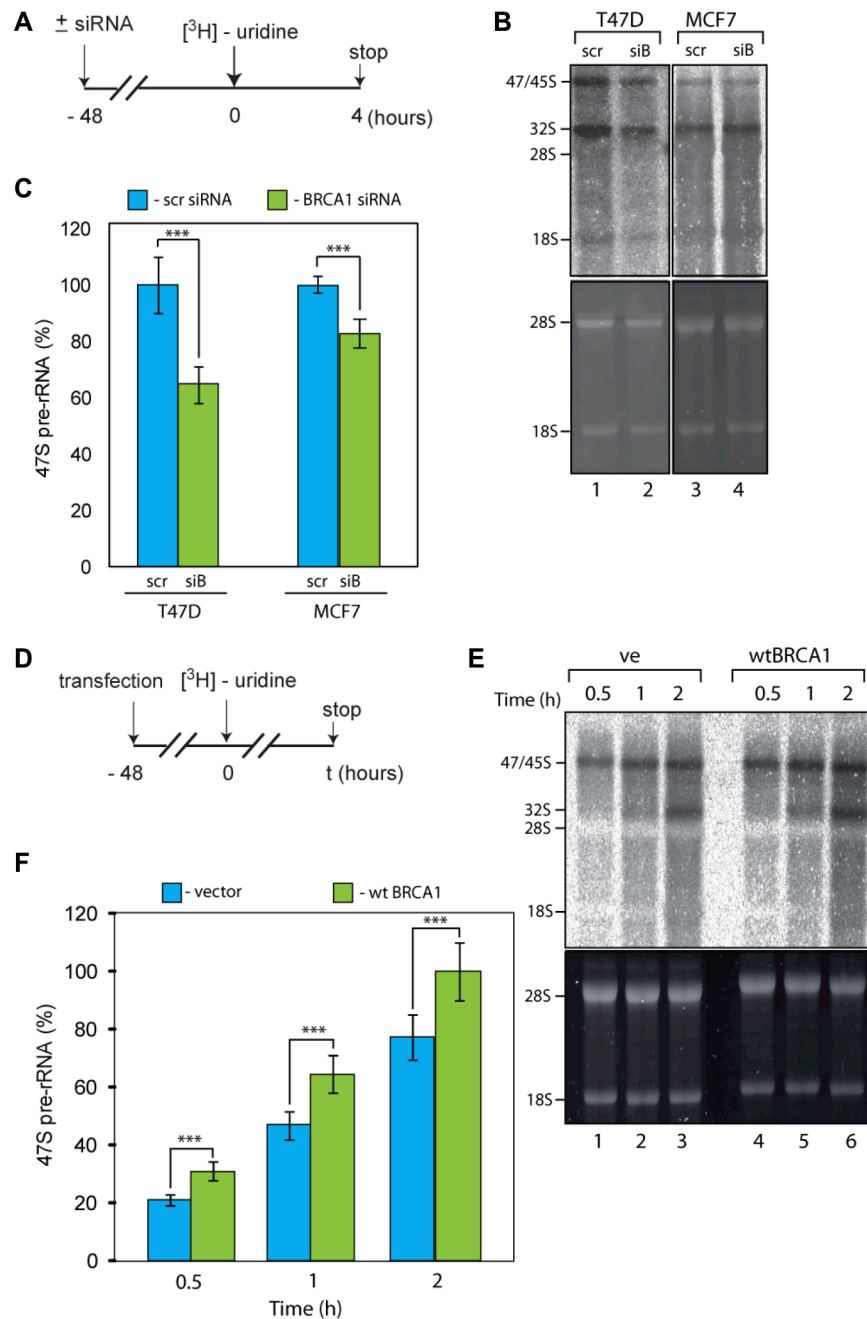 A
± siRNA
[³H] - uridine
stop
- 48
0
4 (hours)
B
T47D
MCF7
scr
siB
scr
siB
47/45S
32S
28S
18S
28S
18S
1
2
3
4
C
- scr siRNA
- BRCA1 siRNA
47S pre-rRNA (%)
120
100
80
60
40
20
0
***
***
scr
siB
scr
siB
T47D
MCF7
D
transfection
[³H] - uridine
stop
- 48
0
t (hours)
E
ve
wtBRCA1
Time (h)
0.5
1
2
0.5
1
2
47/45S
32S
28S
18S
28S
18S
1
2
3
4
5
6
F
- vector
- wt BRCA1
47S pre-rRNA (%)
120
100
80
60
40
20
0
***
***
***
0.5
1
2
Time (h)